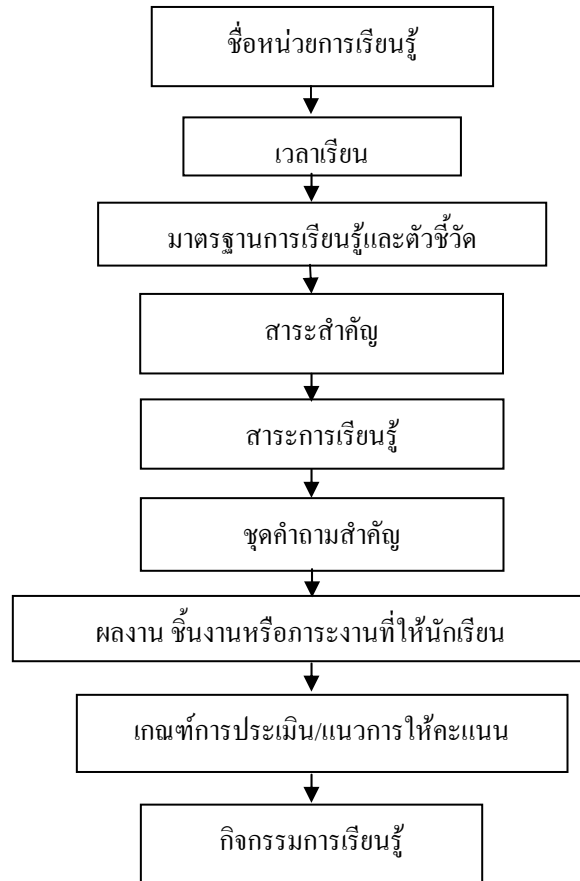 ชื่อหน่วยการเรียนรู้
เวลาเรียน
มาตรฐานการเรียนรู้และตัวชี้วัด
สาระสำคัญ
สาระการเรียนรู้
ชุดคำถามสำคัญ
ผลงาน ชิ้นงานหรือภาระงานที่ให้นักเรียน
เกณฑ์การประเมิน/แนวการให้คะแนน
กิจกรรมการเรียนรู้